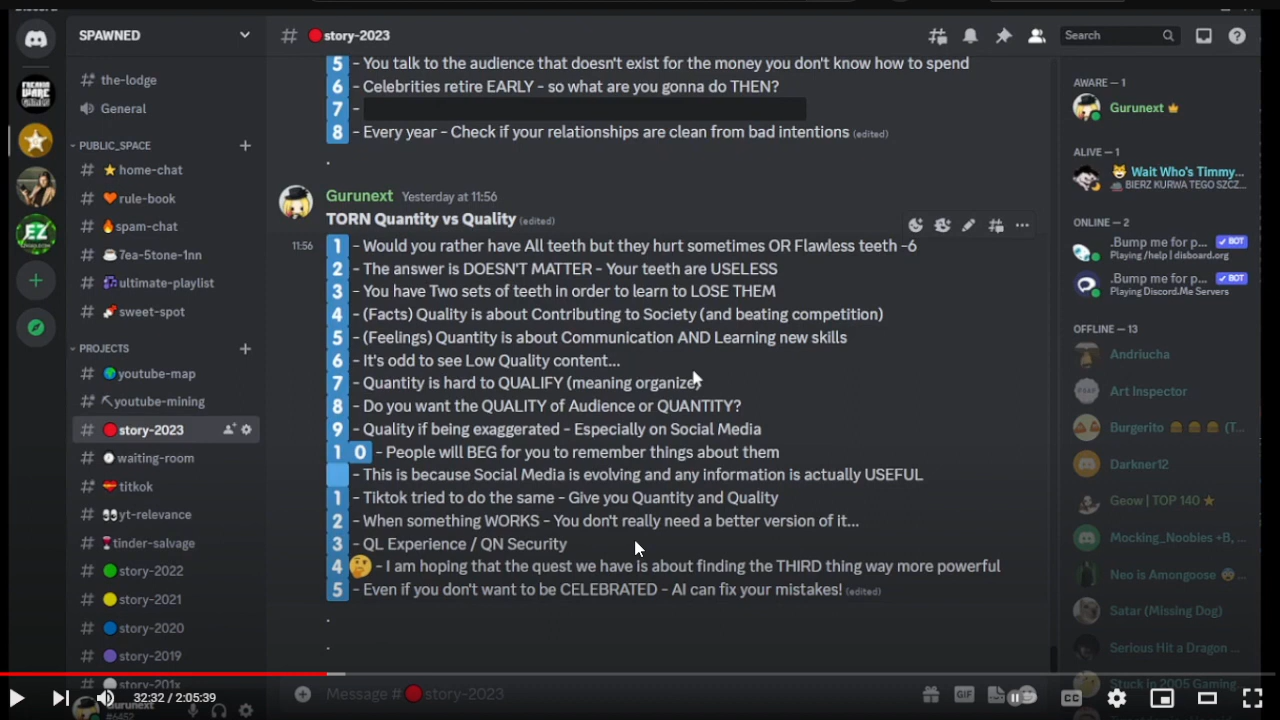 SPAWNED
the-lodge
General
PUBLIC_SPACE
home-chat
rule-book
spam-chat
7ea-5tone-1nn
ultimate-playlist
sweet-spot
PROJECTS
youtube-map
youtube-mining
story-2023
waiting-room
titkok
yt-relevance
tinder-salvage
story-2022
story-2021
story-2020
story-2019
story-201x
Gurunext
#6452
# story-2023
Search
5 - You talk to the audience that doesn't exist for the money you don't know how to spend
6 - Celebrities retire EARLY - so what are you gonna do THEN?
7 -
8 - Every year - Check if your relationships are clean from bad intentions (edited)
.
Gurunext Yesterday at 11:56
TORN Quantity vs Quality (edited)
11:56 1 - Would you rather have All teeth but they hurt sometimes OR Flawless teeth -6
2 - The answer is DOESN'T MATTER - Your teeth are USELESS
3 - You have Two sets of teeth in order to learn to LOSE THEM
4 - (Facts) Quality is about Contributing to Society (and beating competition)
5 - (Feelings) Quantity is about Communication AND Learning new skills
6 - It's odd to see Low Quality content...
7 - Quantity is hard to QUALIFY (meaning organize)
8 - Do you want the QUALITY of Audience or QUANTITY?
9 - Quality if being exaggerated - Especially on Social Media
1 0 - People will BEG for you to remember things about them
- This is because Social Media is evolving and any information is actually USEFUL
1 - Tiktok tried to do the same - Give you Quantity and Quality
2 - When something WORKS - You don't really need a better version of it...
3 - QL Experience / QN Security
4 🤔 - I am hoping that the quest we have is about finding the THIRD thing way more powerful
5 - Even if you don't want to be CELEBRATED - AI can fix your mistakes! (edited)
.
.
Message # story-2023
GIF
AWARE — 1
Gurunext
ALIVE — 1
Wait Who's Timmy...
BIERZ KURWA TEGO SZCZ...
ONLINE — 2
.Bump me for p... BOT
Playing /help | disboard.org
.Bump me for p... BOT
Playing Discord.Me Servers
OFFLINE — 13
Andriucha
Art Inspector
Burgerito (T...
Darkner12
Geow | TOP 140
Mocking_Noobies +B, ...
Neo is Amongoose ...
Satar (Missing Dog)
Serious Hit a Dragon ...
Stuck in 2005 Gaming
EZ
32:32 / 2:05:39
CC